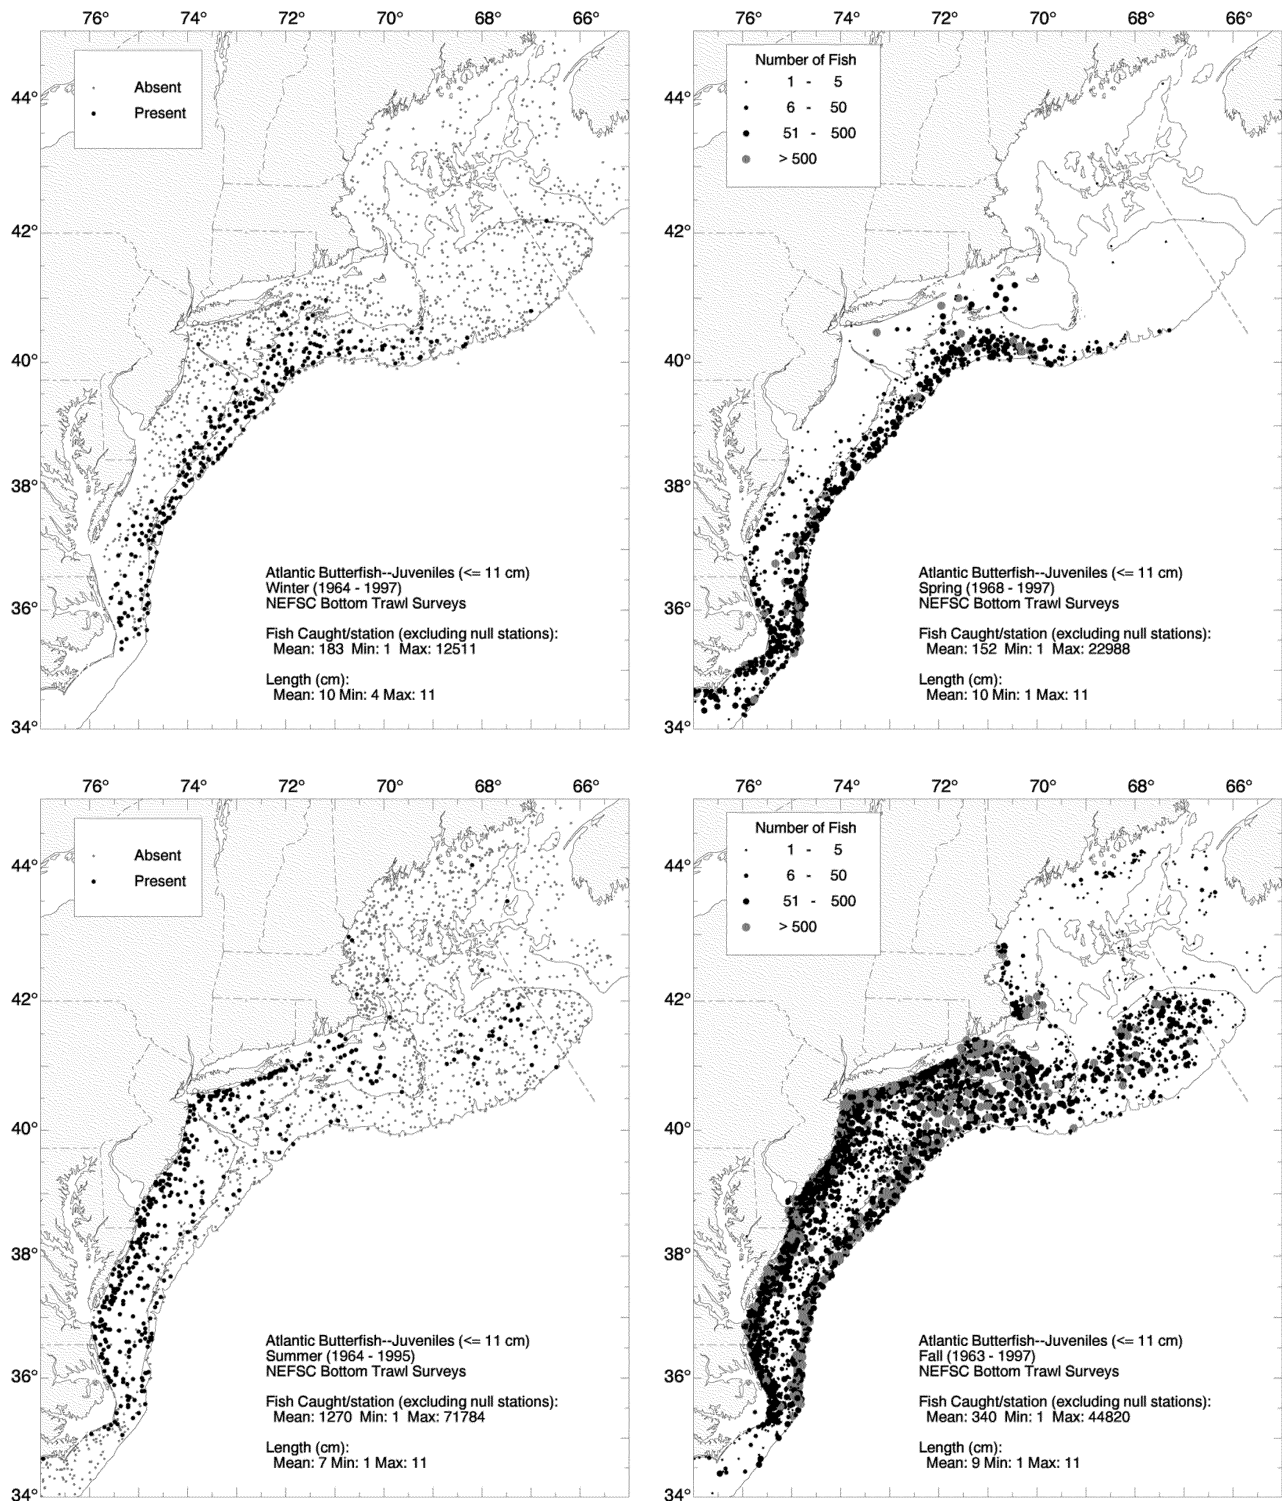 76° 74° 72° 70° 68° 66°
Absent
Present
44°
42°
40°
38°
36°
34°
Atlantic Butterfish--Juveniles (<= 11 cm)
Winter (1964 - 1997)
NEFSC Bottom Trawl Surveys
Fish Caught/station (excluding null stations):
Mean: 183 Min: 1 Max: 12511
Length (cm):
Mean: 10 Min: 4 Max: 11
76° 74° 72° 70° 68° 66°
Number of Fish
1 - 5
6 - 50
51 - 500
> 500
44°
42°
40°
38°
36°
34°
Atlantic Butterfish--Juveniles (<= 11 cm)
Spring (1968 - 1997)
NEFSC Bottom Trawl Surveys
Fish Caught/station (excluding null stations):
Mean: 152 Min: 1 Max: 22988
Length (cm):
Mean: 10 Min: 1 Max: 11
76° 74° 72° 70° 68° 66°
Absent
Present
44°
42°
40°
38°
36°
34°
Atlantic Butterfish--Juveniles (<= 11 cm)
Summer (1964 - 1995)
NEFSC Bottom Trawl Surveys
Fish Caught/station (excluding null stations):
Mean: 1270 Min: 1 Max: 71784
Length (cm):
Mean: 7 Min: 1 Max: 11
76° 74° 72° 70° 68° 66°
Number of Fish
1 - 5
6 - 50
51 - 500
> 500
44°
42°
40°
38°
36°
34°
Atlantic Butterfish--Juveniles (<= 11 cm)
Fall (1963 - 1997)
NEFSC Bottom Trawl Surveys
Fish Caught/station (excluding null stations):
Mean: 340 Min: 1 Max: 44820
Length (cm):
Mean: 9 Min: 1 Max: 11